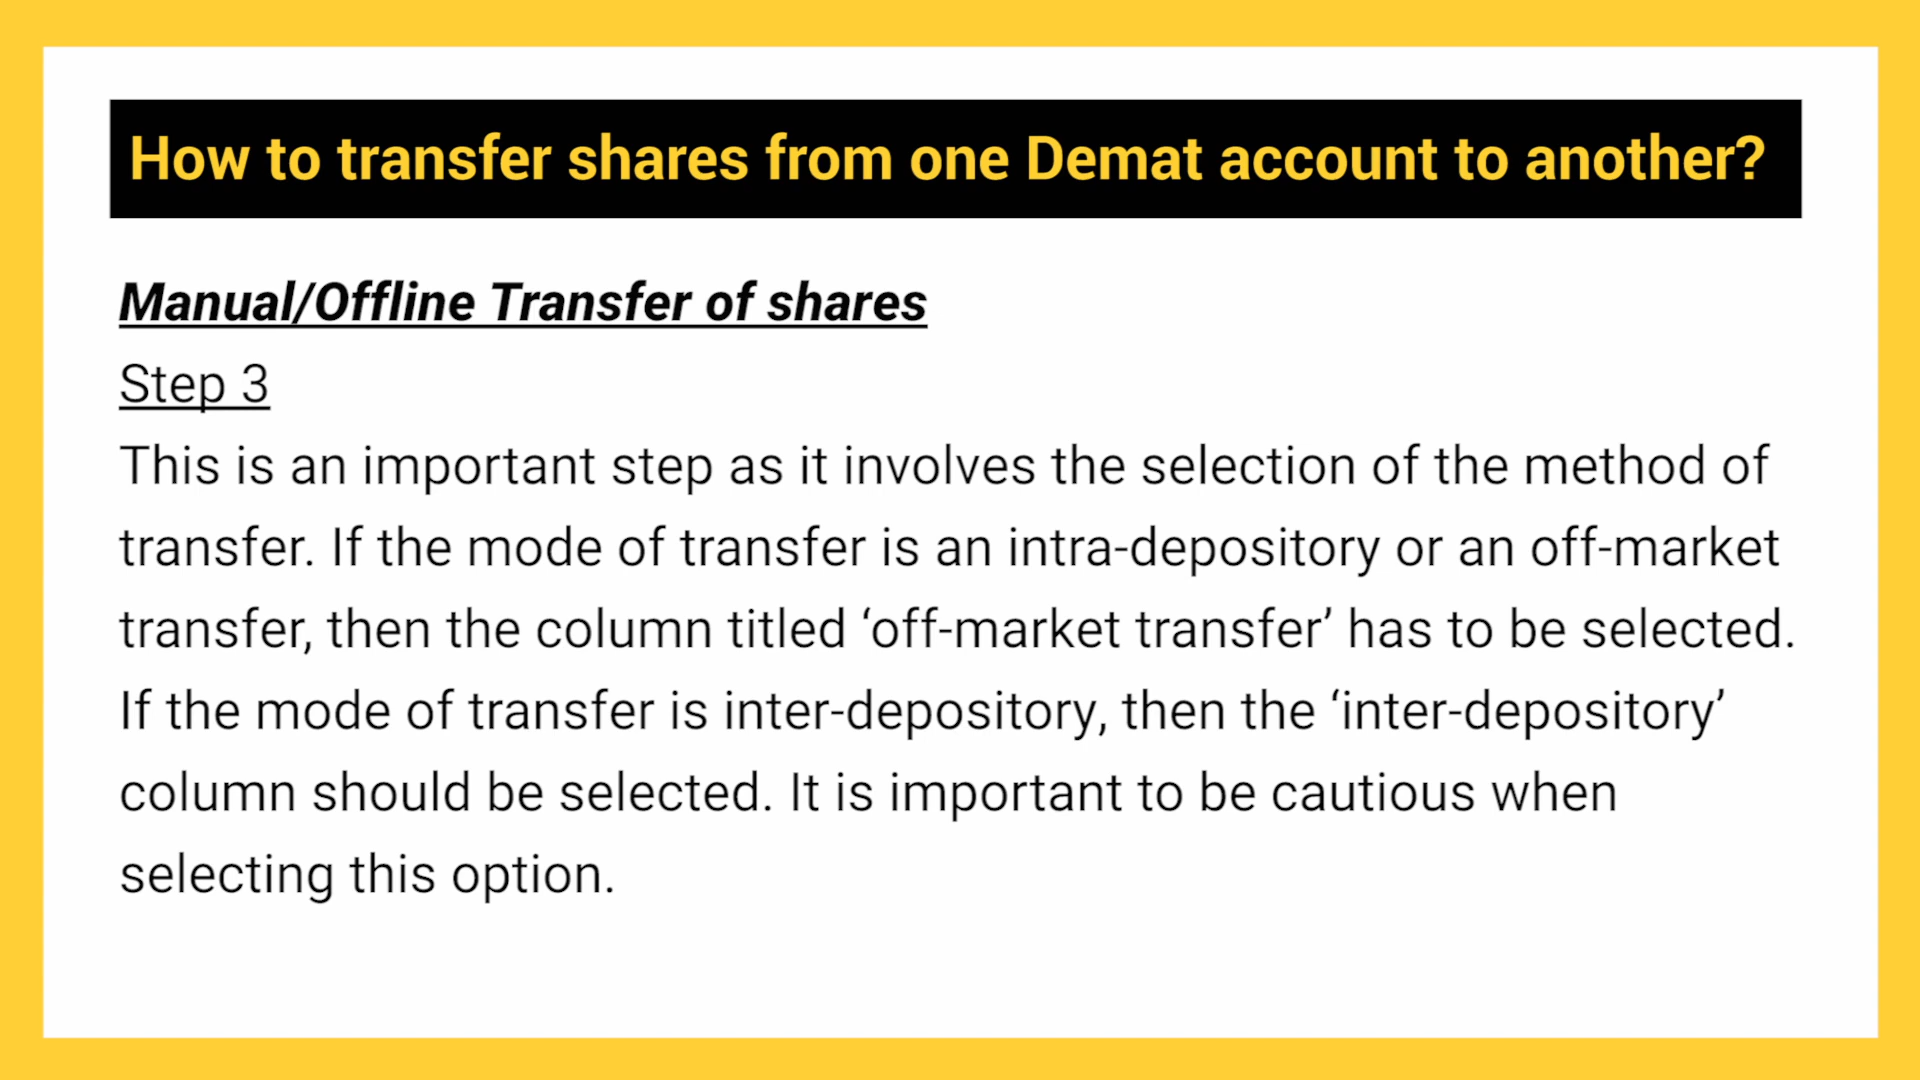 How to transfer shares from one Demat account to another?
Manual/Offline Transfer of shares
Step 3
This is an important step as it involves the selection of the method of
transfer. If the mode of transfer is an intra-depository or an off-market
transfer, then the column titled ‘off-market transfer’ has to be selected.
If the mode of transfer is inter-depository, then the ‘inter-depository’
column should be selected. It is important to be cautious when
selecting this option.